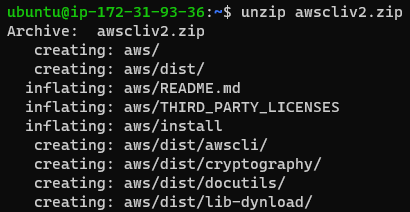 ubuntu@ip-172-31-93-36:~$ unzip awscliv2.zip
Archive:  awscliv2.zip
   creating: aws/
   creating: aws/dist/
  inflating: aws/README.md
  inflating: aws/THIRD_PARTY_LICENSES
  inflating: aws/install
   creating: aws/dist/awscli/
   creating: aws/dist/cryptography/
   creating: aws/dist/docutils/
   creating: aws/dist/lib-dynload/